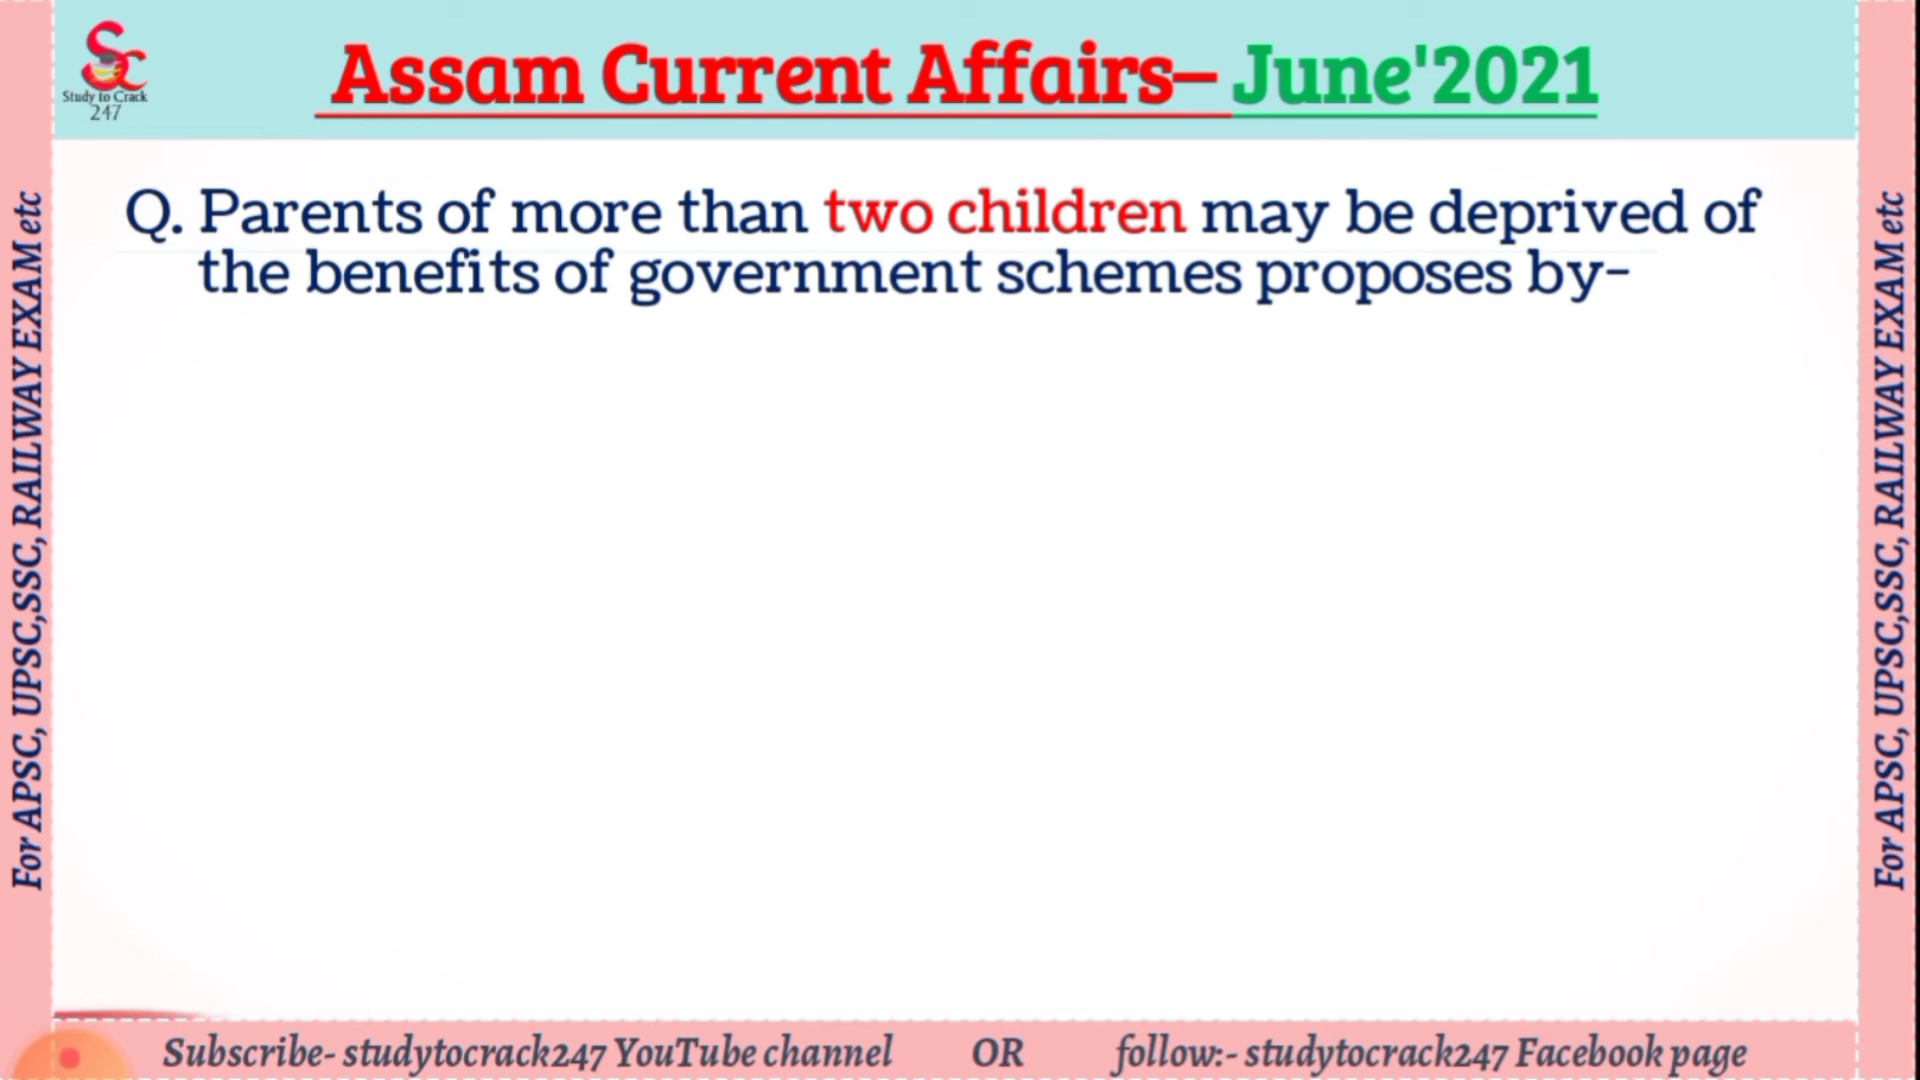 Study to Crack
247
Assam Current Affairs– June'2021
Q. Parents of more than two children may be deprived of
the benefits of government schemes proposes by-
For APSC, UPSC,SSC, RAILWAY EXAM etc
For APSC, UPSC,SSC, RAILWAY EXAM etc
Subscribe- studytocrack247 YouTube channel OR follow:- studytocrack247 Facebook page